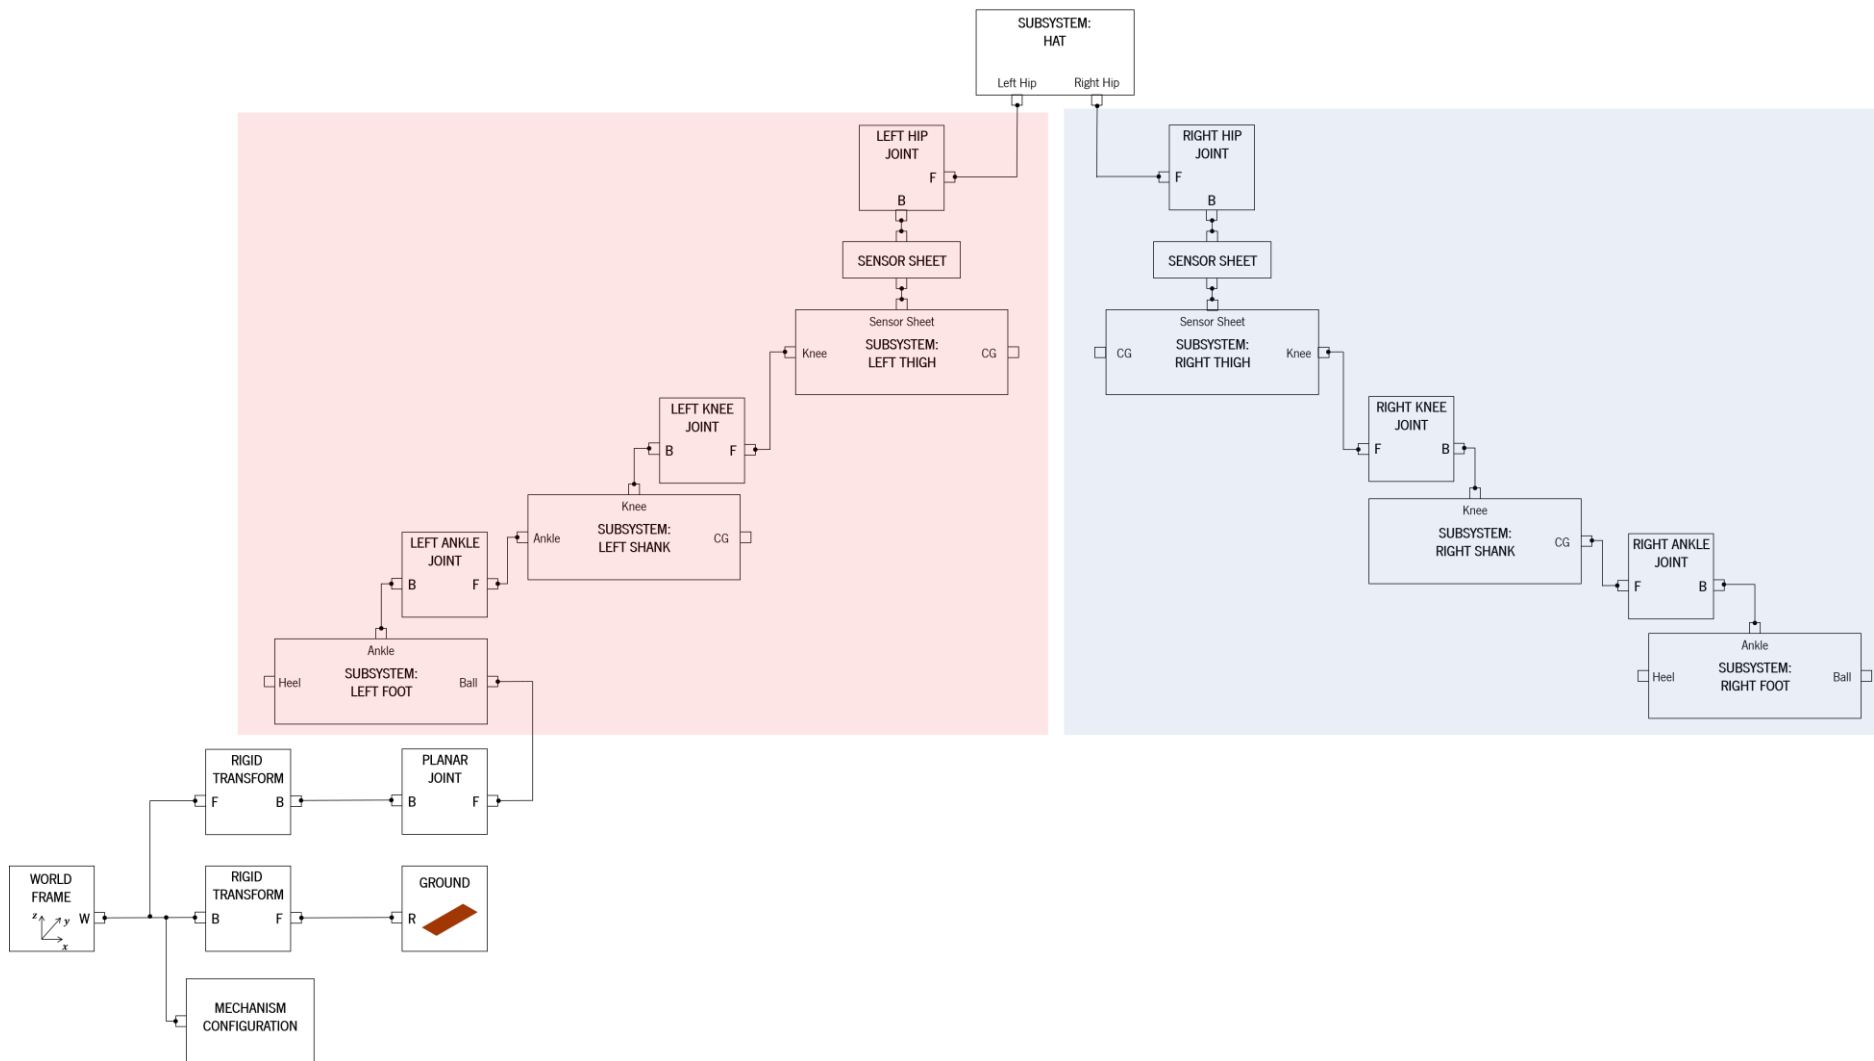 SUBSYSTEM:
HAT
Left Hip
Right Hip
LEFT HIP
JOINT
F
B
SENSOR SHEET
Sensor Sheet
SUBSYSTEM:
LEFT THIGH
Knee
CG
LEFT KNEE
JOINT
B
F
Knee
SUBSYSTEM:
LEFT SHANK
Ankle
CG
LEFT ANKLE
JOINT
B
F
Ankle
SUBSYSTEM:
LEFT FOOT
Heel
Ball
RIGHT HIP
JOINT
F
B
SENSOR SHEET
Sensor Sheet
SUBSYSTEM:
RIGHT THIGH
CG
Knee
RIGHT KNEE
JOINT
F
B
Knee
SUBSYSTEM:
RIGHT SHANK
CG
RIGHT ANKLE
JOINT
F
B
Ankle
SUBSYSTEM:
RIGHT FOOT
Heel
Ball
RIGID
TRANSFORM
F
B
PLANAR
JOINT
B
F
WORLD
FRAME
z
y
x
W
RIGID
TRANSFORM
B
F
GROUND
R
MECHANISM
CONFIGURATION